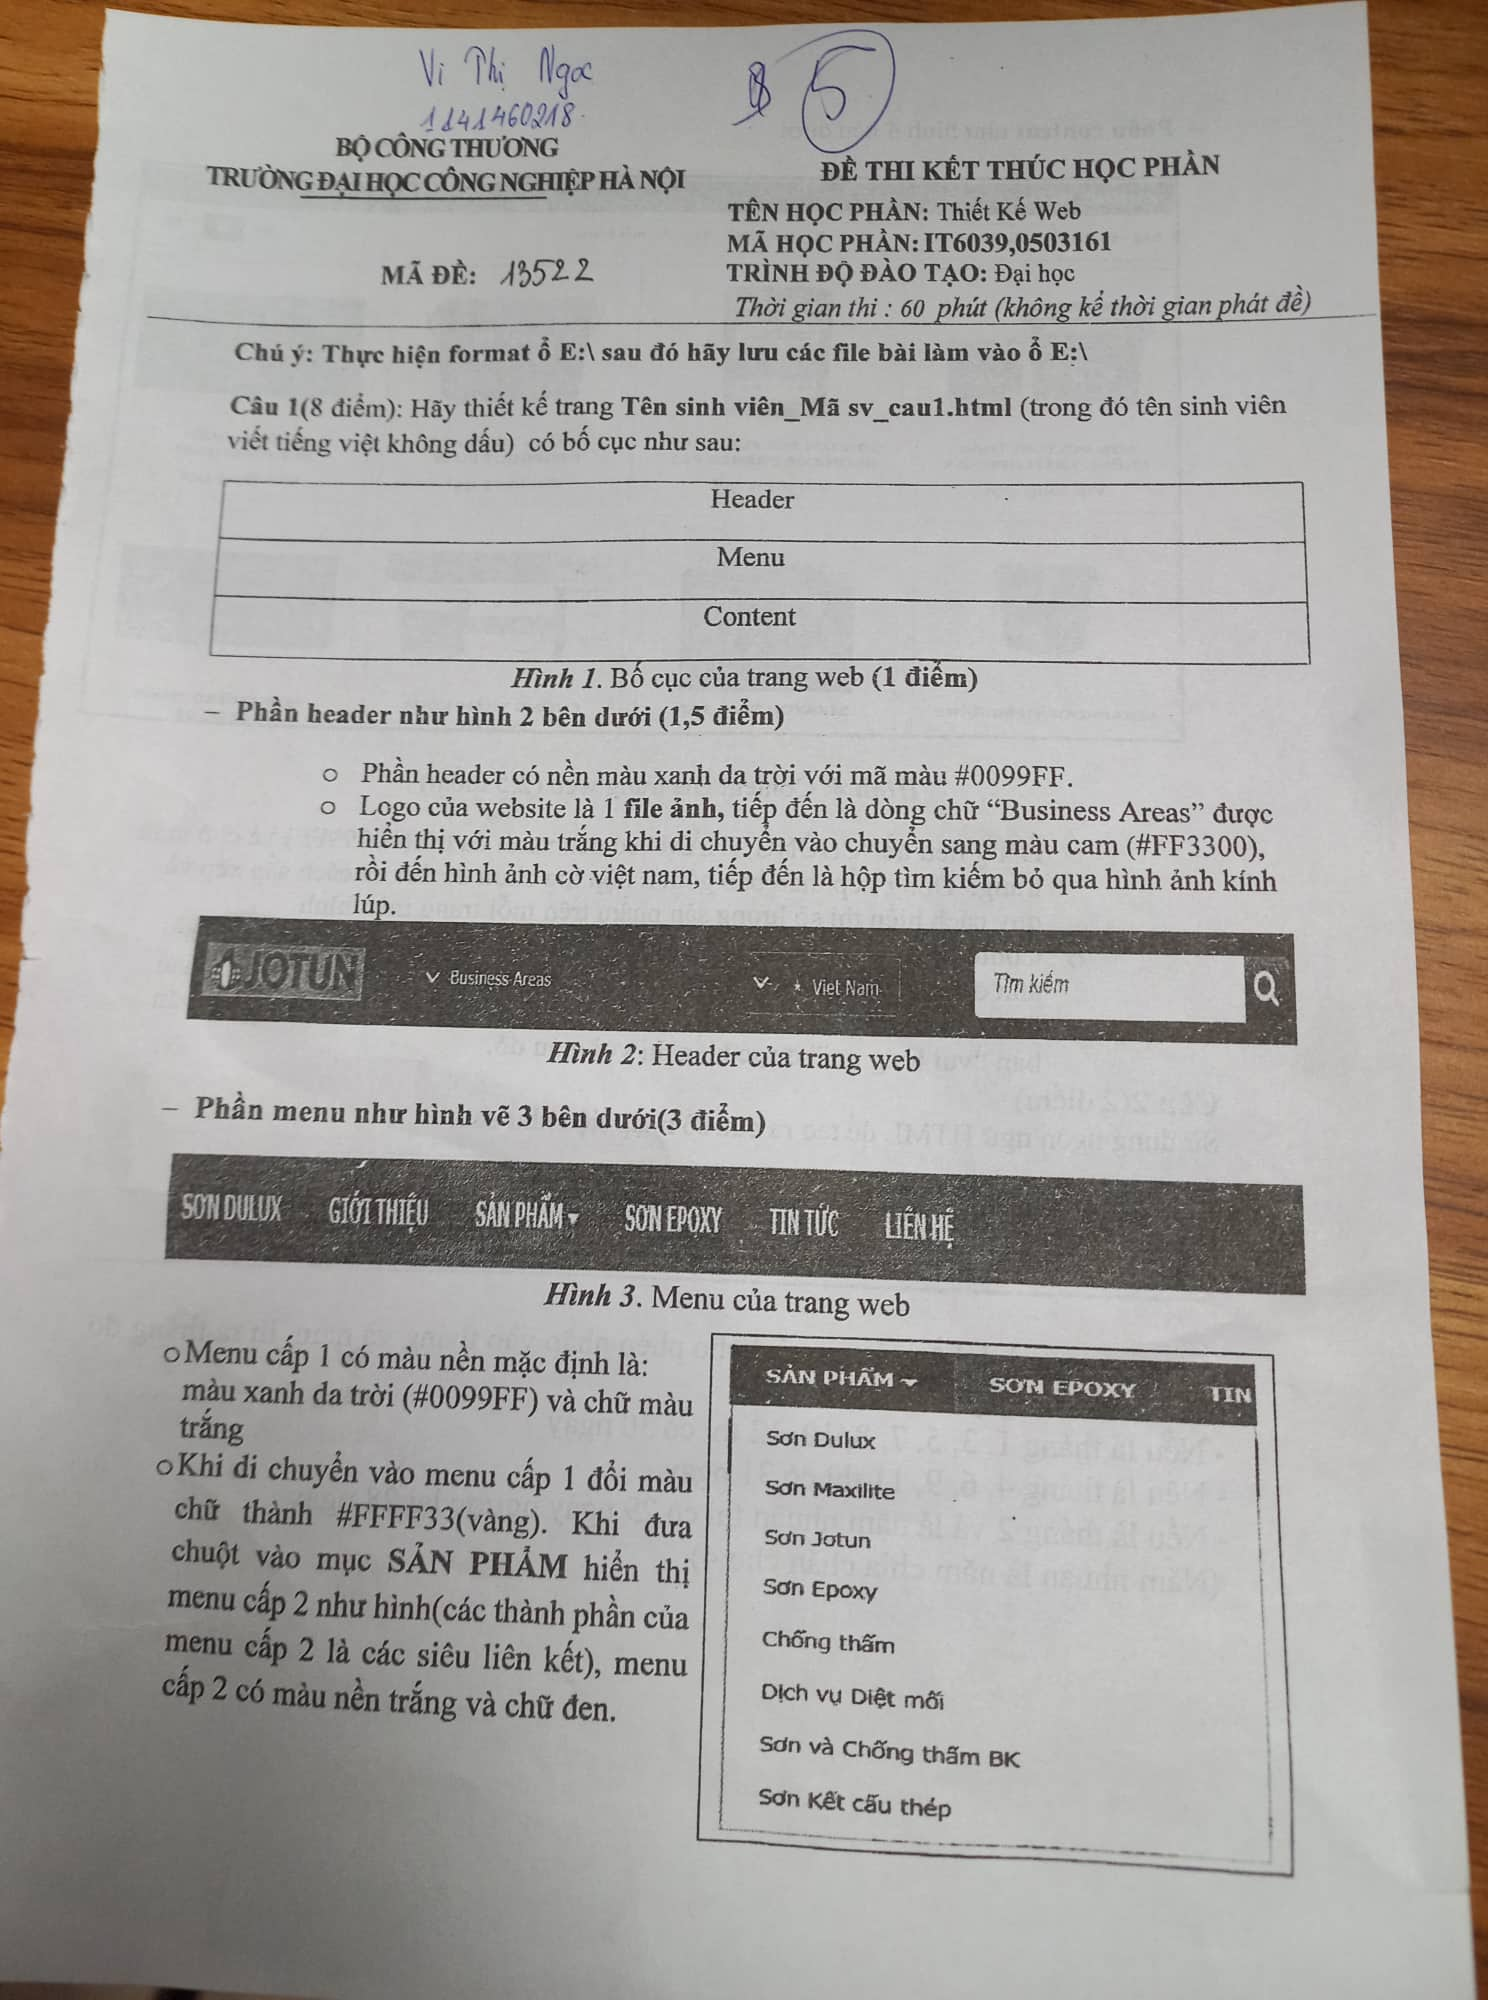 Vi Thị Ngọc
1141460218
5
BỘ CÔNG THƯƠNG
TRƯỜNG ĐẠI HỌC CÔNG NGHIỆP HÀ NỘI
ĐỀ THI KẾT THÚC HỌC PHẦN
TÊN HỌC PHẦN: Thiết Kế Web
MÃ HỌC PHẦN: IT6039,0503161
MÃ ĐỀ: 13522
TRÌNH ĐỘ ĐÀO TẠO: Đại học
Thời gian thi : 60 phút (không kể thời gian phát đề)
Chú ý: Thực hiện format ổ E:\ sau đó hãy lưu các file bài làm vào ổ E:\
Câu 1(8 điểm): Hãy thiết kế trang Tên sinh viên_Mã sv_cau1.html (trong đó tên sinh viên
viết tiếng việt không dấu) có bố cục như sau:
Header
Menu
Content
Hình 1. Bố cục của trang web (1 điểm)
– Phần header như hình 2 bên dưới (1,5 điểm)
o Phần header có nền màu xanh da trời với mã màu #0099FF.
o Logo của website là 1 file ảnh, tiếp đến là dòng chữ “Business Areas” được
hiển thị với màu trắng khi di chuyển vào chuyển sang màu cam (#FF3300),
rồi đến hình ảnh cờ việt nam, tiếp đến là hộp tìm kiếm bỏ qua hình ảnh kính
lúp.
JOTUN Business Areas Viet Nam Tìm kiếm
Hình 2: Header của trang web
– Phần menu như hình vẽ 3 bên dưới(3 điểm)
SƠN DULUX GIỚI THIỆU SẢN PHẨM SƠN EPOXY TIN TỨC LIÊN HỆ
Hình 3. Menu của trang web
o Menu cấp 1 có màu nền mặc định là:
màu xanh da trời (#0099FF) và chữ màu
trắng
o Khi di chuyển vào menu cấp 1 đổi màu
chữ thành #FFFF33(vàng). Khi đưa
chuột vào mục SẢN PHẨM hiển thị
menu cấp 2 như hình(các thành phần của
menu cấp 2 là các siêu liên kết), menu
cấp 2 có màu nền trắng và chữ đen.
SẢN PHẨM SƠN EPOXY TIN
Sơn Dulux
Sơn Maxilite
Sơn Jotun
Sơn Epoxy
Chống thấm
Dịch vụ Diệt mối
Sơn và Chống thấm BK
Sơn Kết cấu thép